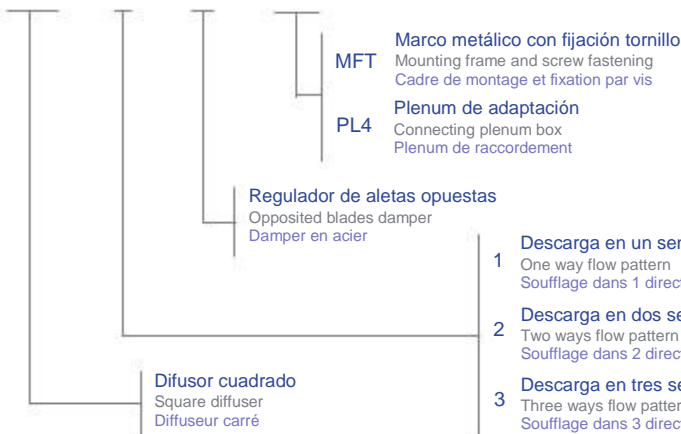 MFT
Marco metálico con fijación tornillo
Mounting frame and screw fastening
Cadre de montage et fixation par vis
PL4
Plenum de adaptación
Connecting plenum box
Plenum de raccordement
Regulador de aletas opuestas
Opposited blades damper
Damper en acier
1
Descarga en un
One way flow pattern
Soufflage dans 1
2
Descarga en dos
Two ways flow pattern
Soufflage dans 2
3
Descarga en tres
Three ways flow
Soufflage dans 3
Difusor cuadrado
Square diffuser
Diffuseur carré